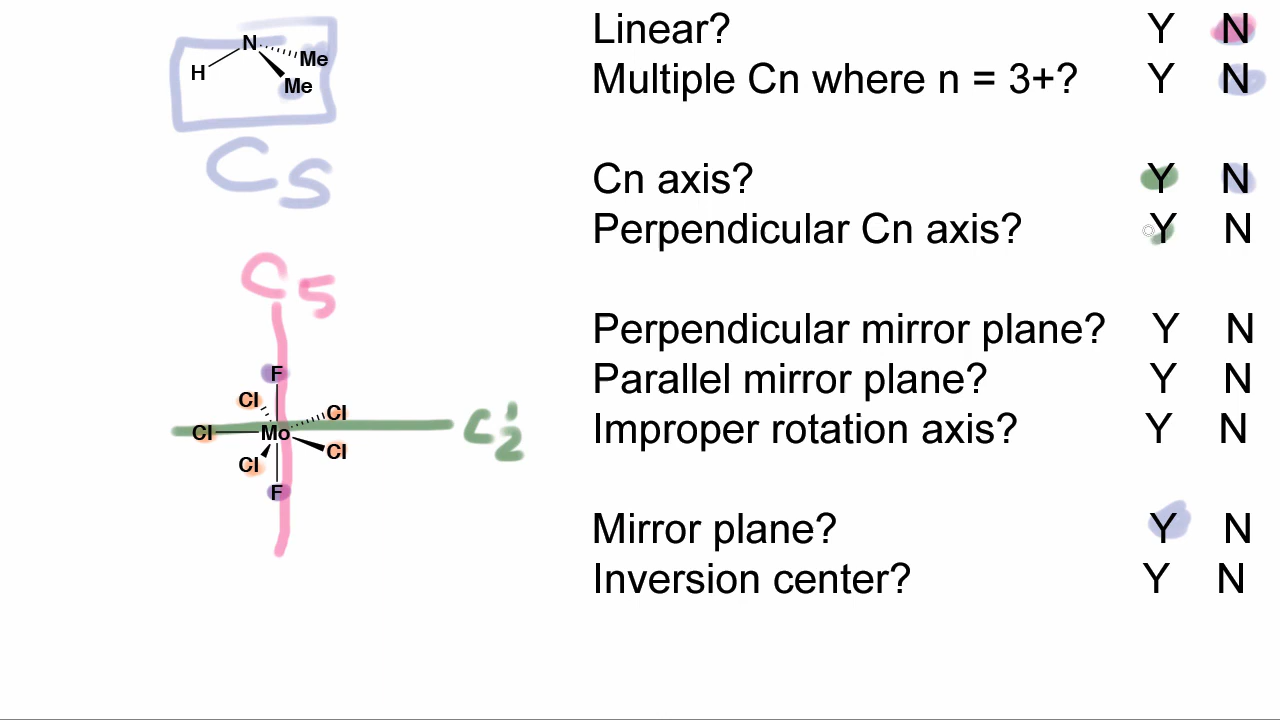 N
H
Me
Me
Cs
C5
F
Cl
Cl
Cl
Mo
C2'
Cl
Cl
F
Linear? Y N
Multiple Cn where n = 3+? Y N
Cn axis? Y N
Perpendicular Cn axis? Y N
Perpendicular mirror plane? Y N
Parallel mirror plane? Y N
Improper rotation axis? Y N
Mirror plane? Y N
Inversion center? Y N